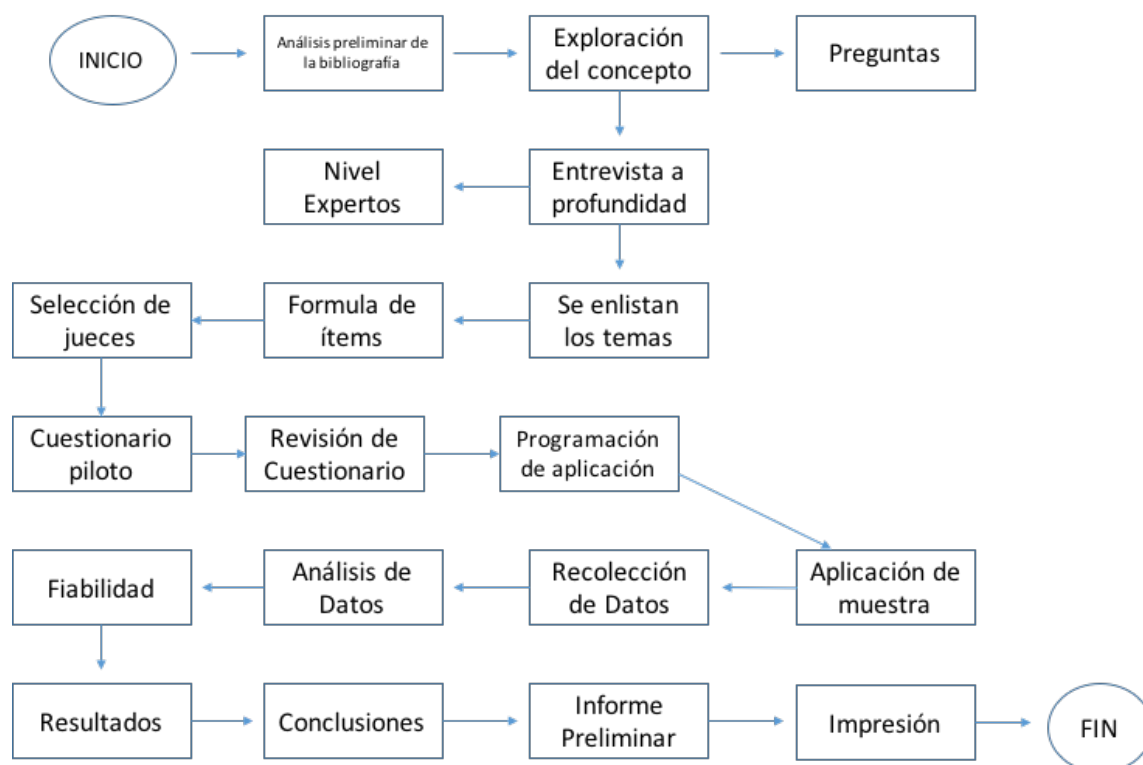 INICIO
Análisis preliminar de
la bibliografía
Exploración
del concepto
Preguntas
Nivel
Expertos
Entrevista a
profundidad
Selección de
jueces
Formula de
ítems
Se enlistan
los temas
Cuestionario
piloto
Revisión de
Cuestionario
Programación
de aplicación
Fiabilidad
Análisis de
Datos
Recolección
de Datos
Aplicación de
muestra
Resultados
Conclusiones
Informe
Preliminar
Impresión
FIN